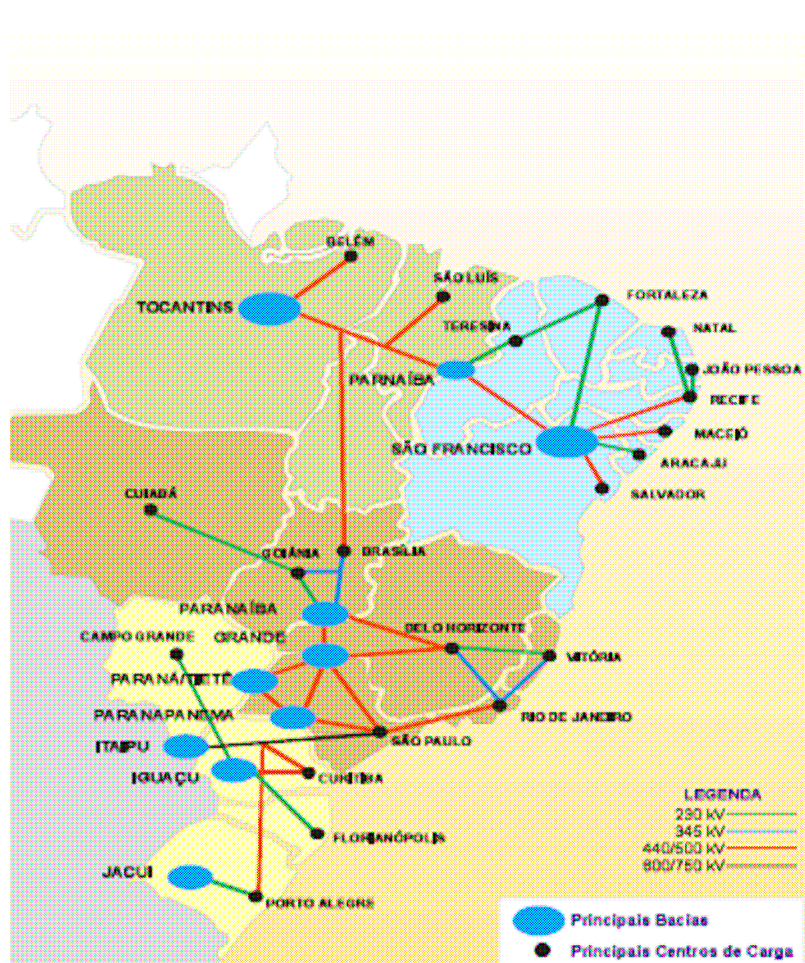 BELÉM
SÃO LUÍS
TOCANTINS
FORTALEZA
TERESINA
NATAL
PARNAÍBA
JOÃO PESSOA
RECIFE
MACEIÓ
SÃO FRANCISCO
ARACAJU
SALVADOR
CUIABÁ
GOIÂNIA
BRASÍLIA
PARANAÍBA
BELO HORIZONTE
CAMPO GRANDE
GRANDE
VITÓRIA
PARANÁ/TIETÊ
PARANAPANEMA
RIO DE JANEIRO
ITAIPU
SÃO PAULO
IGUAÇU
CURITIBA
FLORIANÓPOLIS
JACUI
PORTO ALEGRE
LEGENDA
230 kV
345 kV
440/500 kV
600/750 kV
Principais Bacias
Principais Centros de Carga